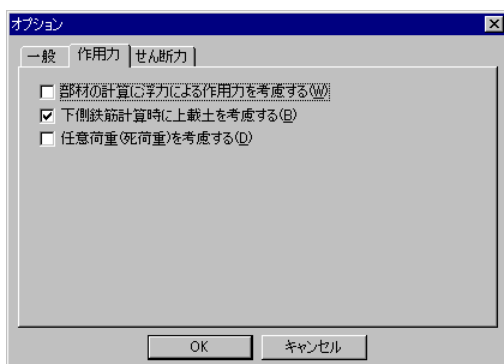 オプション
一般 作用力 せん断力
部材の計算に浮力による作用力を考慮する(W)
下側鉄筋計算時に上載土を考慮する(B)
任意荷重(死荷重)を考慮する(D)
OK キャンセル